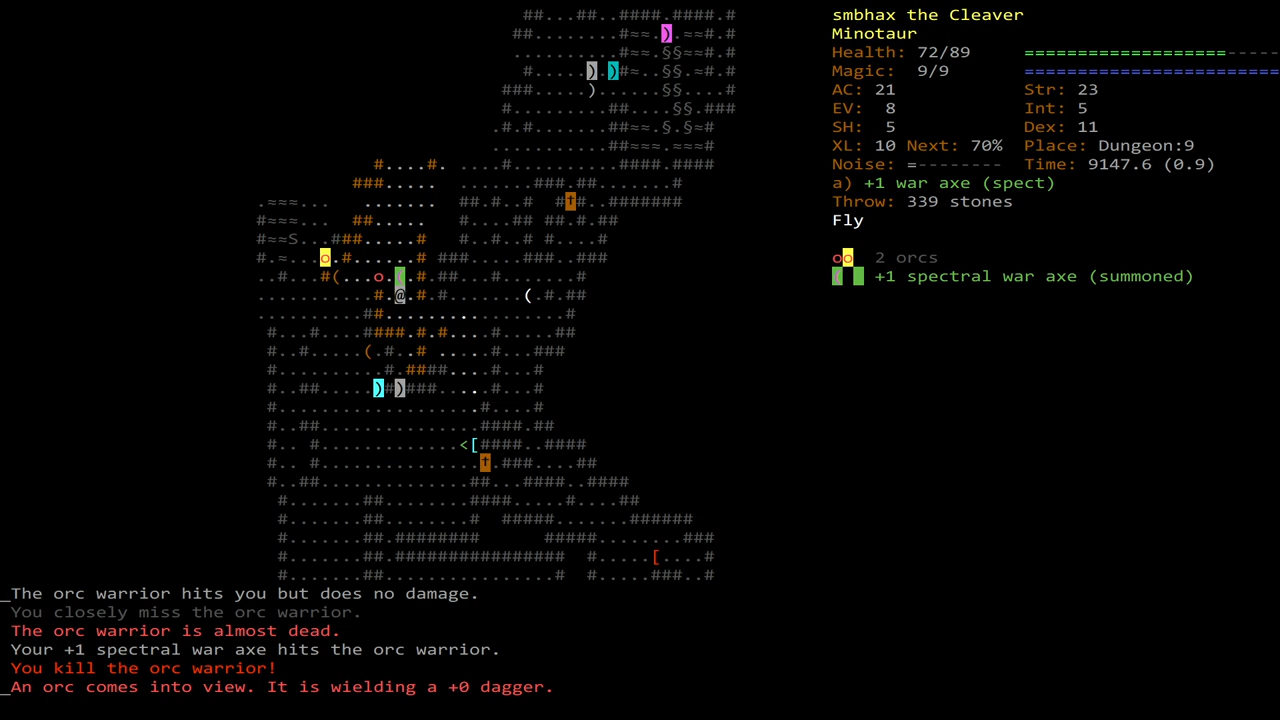 smbhax the Cleaver
Minotaur
Health: 72/89 ===================-----
Magic: 9/9 ========================
AC: 21 Str: 23
EV: 8 Int: 5
SH: 5 Dex: 11
XL: 10 Next: 70% Place: Dungeon:9
Noise: =-------- Time: 9147.6 (0.9)
a) +1 war axe (spect)
Throw: 339 stones
Fly
oo 2 orcs
( +1 spectral war axe (summoned)
_The orc warrior hits you but does no damage.
You closely miss the orc warrior.
The orc warrior is almost dead.
Your +1 spectral war axe hits the orc warrior.
You kill the orc warrior!
_An orc comes into view. It is wielding a +0 dagger.